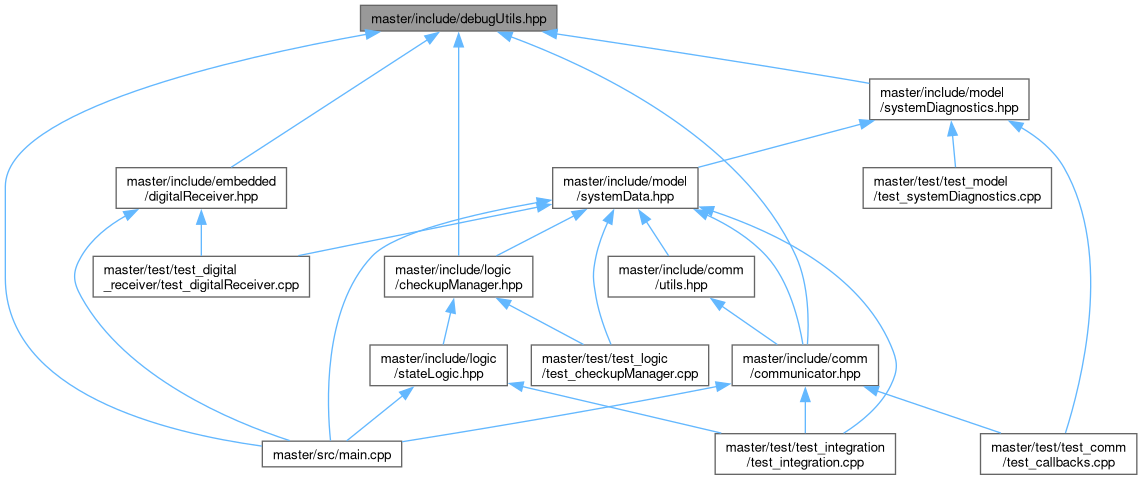 master/include/debugUtils.hpp
master/include/model
/systemDiagnostics.hpp
master/include/embedded
/digitalReceiver.hpp
master/include/model
/systemData.hpp
master/test/test_model
/test_systemDiagnostics.cpp
master/test/test_digital
_receiver/test_digitalReceiver.cpp
master/include/logic
/checkupManager.hpp
master/include/comm
/utils.hpp
master/include/logic
/stateLogic.hpp
master/test/test_logic
/test_checkupManager.cpp
master/include/comm
/communicator.hpp
master/src/main.cpp
master/test/test_integration
/test_integration.cpp
master/test/test_comm
/test_callbacks.cpp